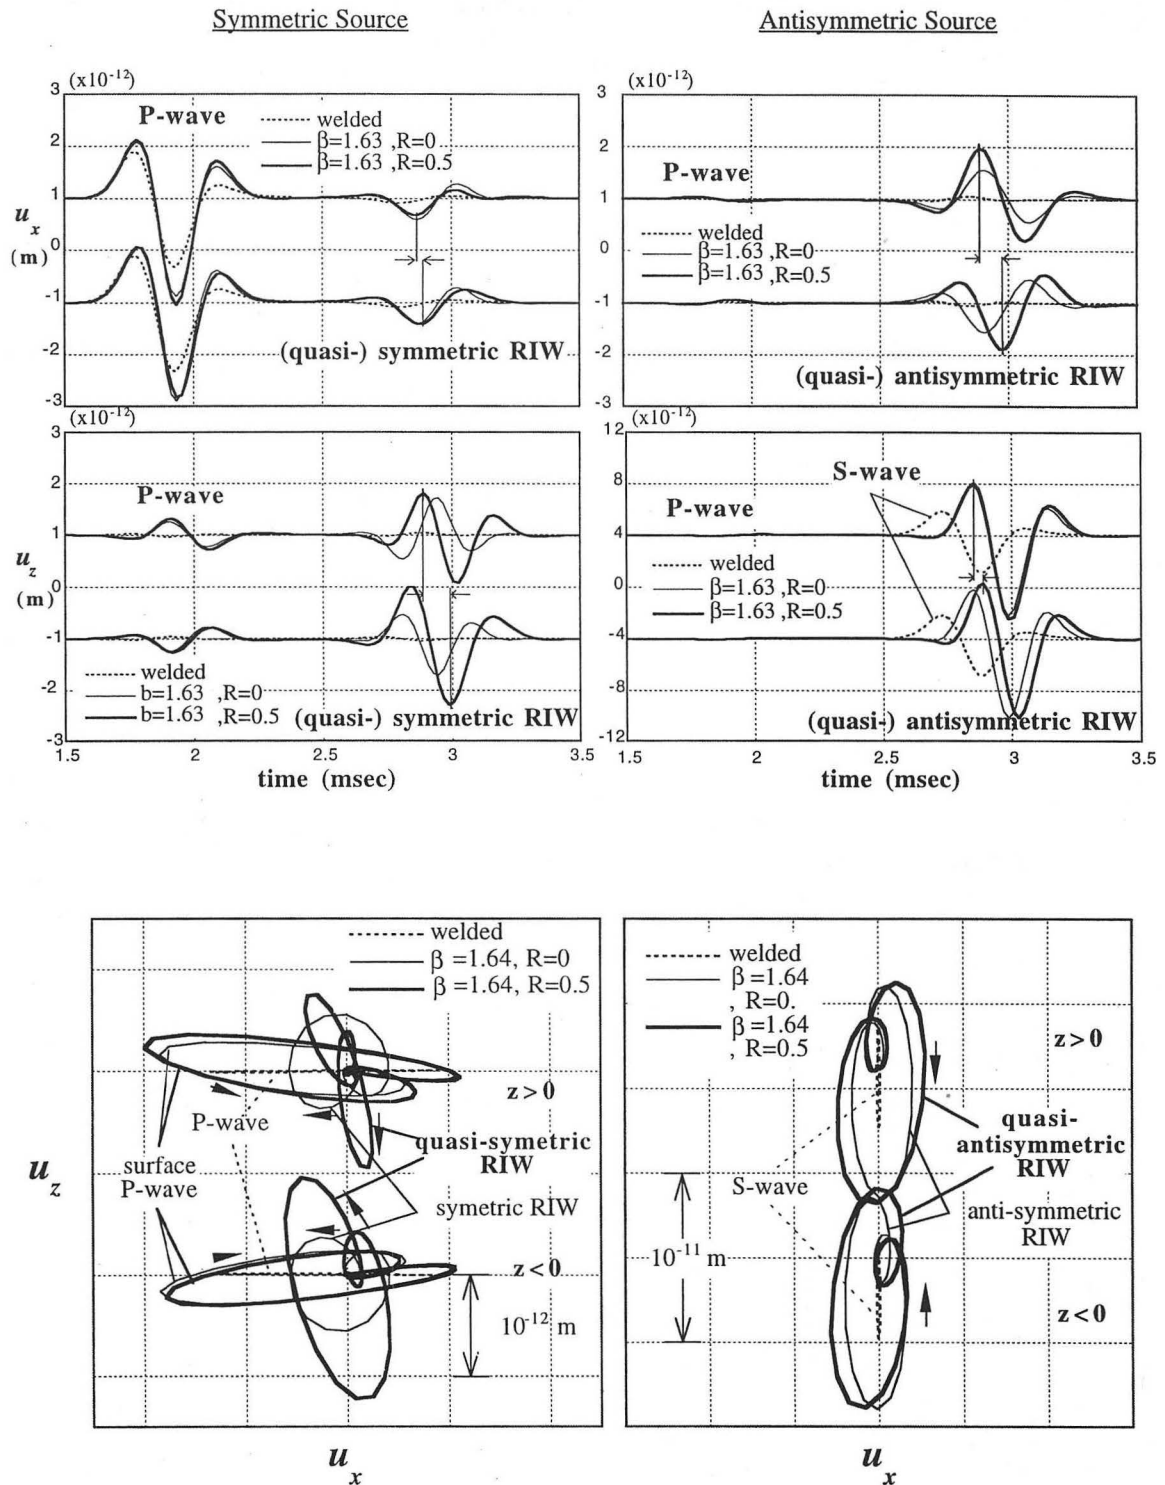 Symmetric Source
Antisymmetric Source
(x10⁻¹²)
3
2
1
0
-1
-2
-3
u_x
(m)
P-wave
welded
β=1.63 ,R=0
β=1.63 ,R=0.5
(quasi-) symmetric RIW
(x10⁻¹²)
3
2
1
0
-1
-2
-3
P-wave
welded
β=1.63 ,R=0
β=1.63 ,R=0.5
(quasi-) antisymmetric RIW
(x10⁻¹²)
3
2
1
0
-1
-2
-3
u_z
(m)
P-wave
welded
b=1.63 ,R=0
b=1.63 ,R=0.5
(quasi-) symmetric RIW
1.5
2
2.5
3
time (msec)
(x10⁻¹²)
12
8
4
0
-4
-8
-12
S-wave
P-wave
welded
β=1.63 ,R=0
β=1.63 ,R=0.5
(quasi-) antisymmetric RIW
1.5
2
2.5
3
3.5
time (msec)
welded
β =1.64, R=0
β =1.64, R=0.5
z>0
P-wave
quasi-symetric
RIW
surface
P-wave
symetric RIW
z<0
10⁻¹² m
u_z
u_x
welded
β =1.64
, R=0.
β =1.64
, R=0.5
z>0
quasi-
antisymmetric
RIW
S-wave
anti-symmetric
RIW
10⁻¹¹ m
z<0
u_x